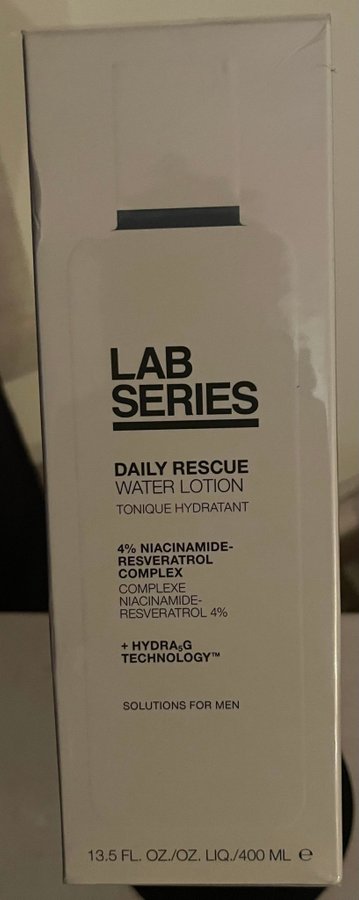 LAB
SERIES
DAILY RESCUE
WATER LOTION
TONIQUE HYDRATANT
4% NIACINAMIDE-
RESVERATROL
COMPLEX
COMPLEXE
NIACINAMIDE-
RESVERATROL 4%
+ HYDRA₅G
TECHNOLOGY™
SOLUTIONS FOR MEN
13.5 FL. OZ./OZ. LIQ./400 ML ℮